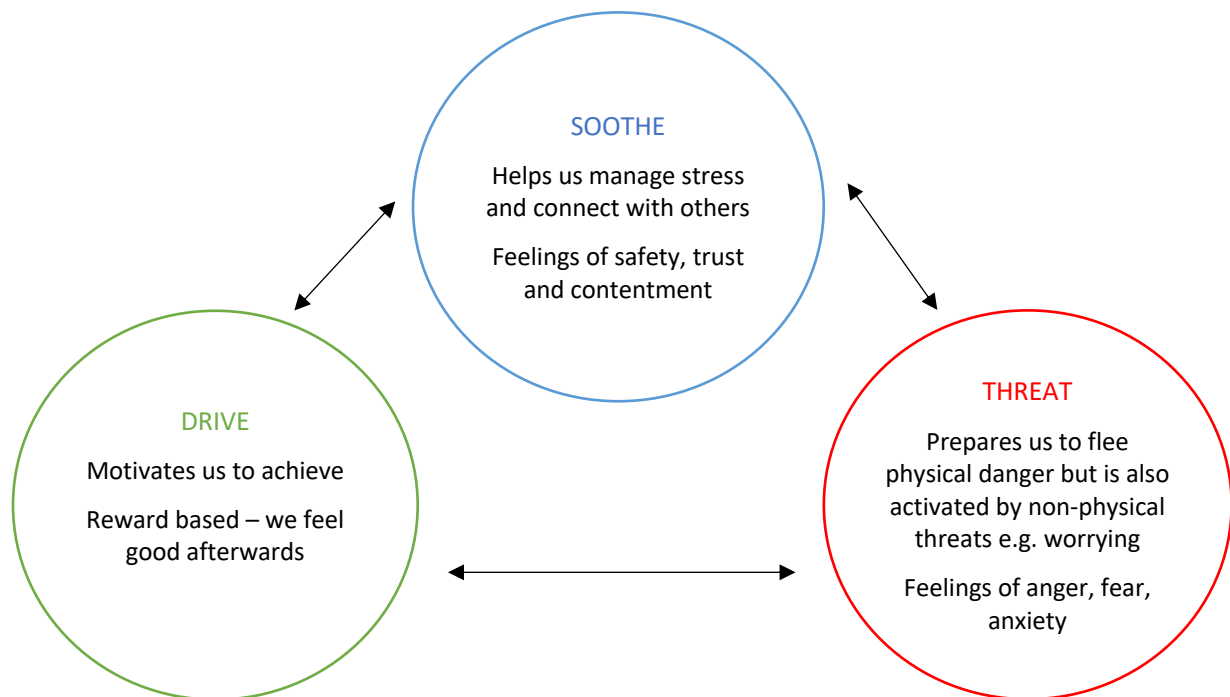 SOOTHE
Helps us manage stress
and connect with others
Feelings of safety, trust
and contentment
DRIVE
Motivates us to achieve
Reward based – we feel
good afterwards
THREAT
Prepares us to flee
physical danger but is also
activated by non-physical
threats e.g. worrying
Feelings of anger, fear,
anxiety